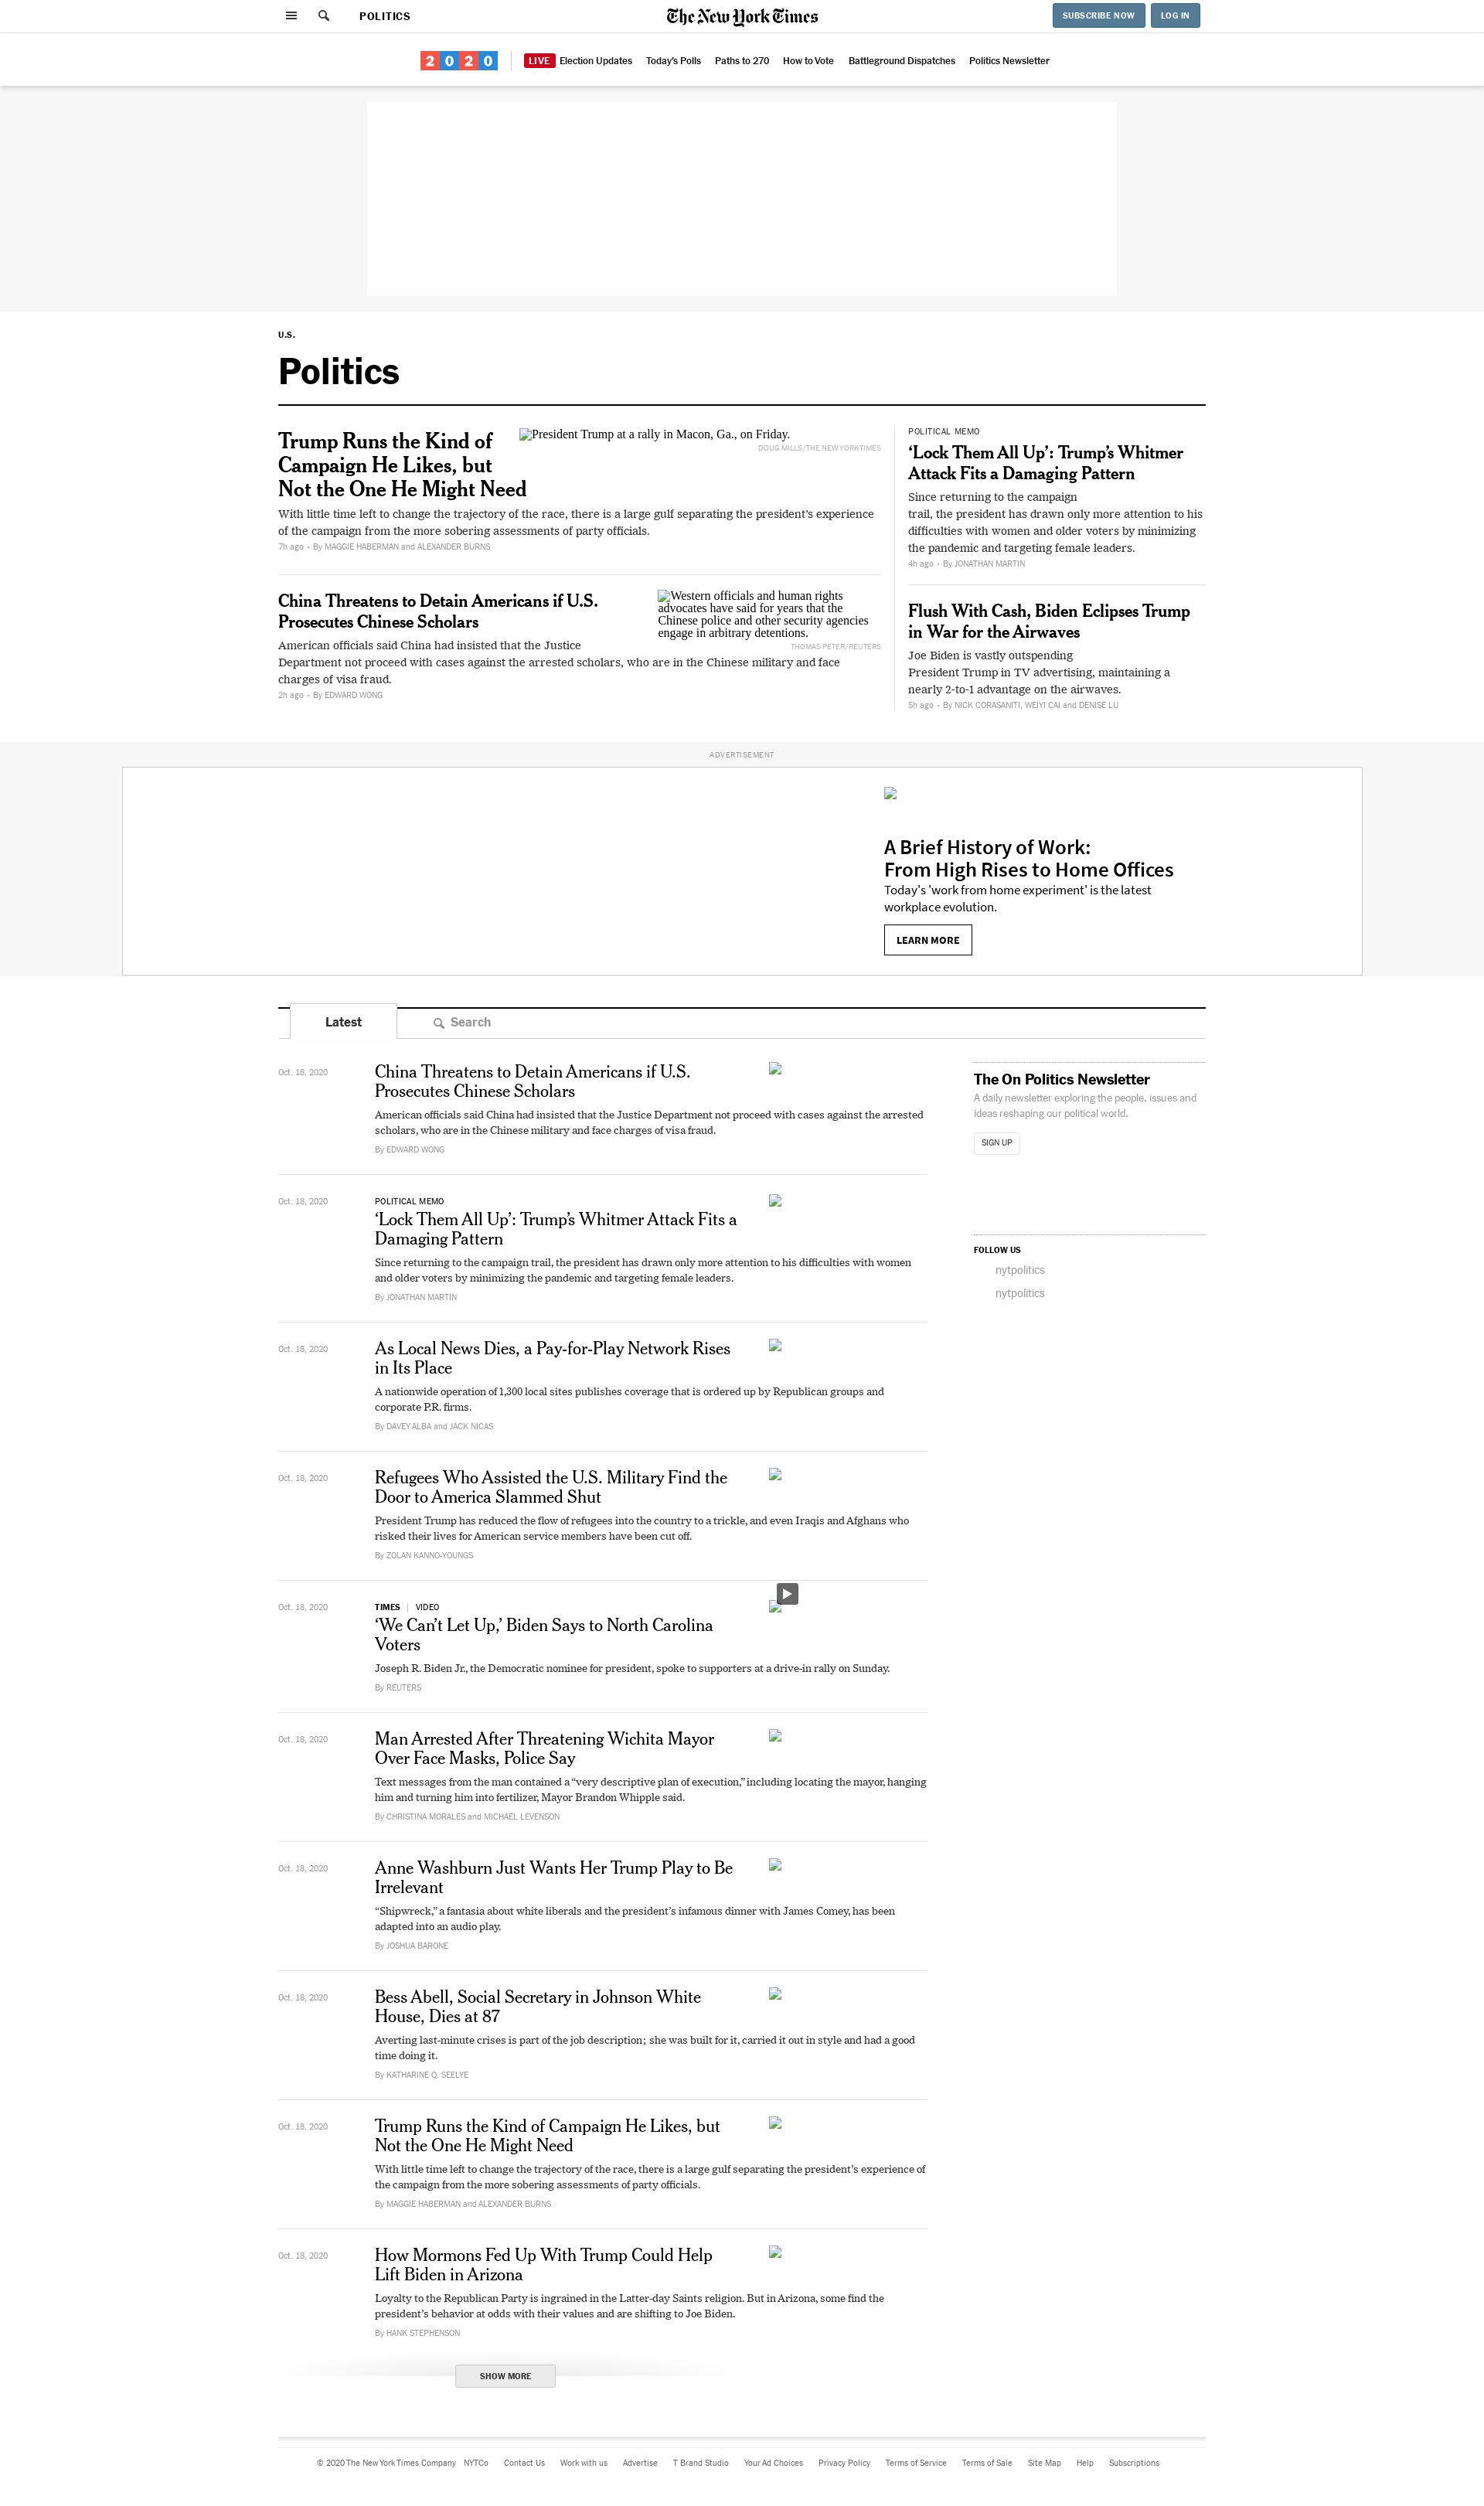 POLITICS
The New York Times
SUBSCRIBE NOW
LOG IN
2020
LIVE Election Updates
Today's Polls
Paths to 270
How to Vote
Battleground Dispatches
Politics Newsletter
U.S.
Politics
Trump Runs the Kind of
Campaign He Likes, but
Not the One He Might Need
President Trump at a rally in Macon, Ga., on Friday.
DOUG MILLS/THE NEW YORK TIMES
With little time left to change the trajectory of the race, there is a large gulf separating the president's experience
of the campaign from the more sobering assessments of party officials.
7h ago • By MAGGIE HABERMAN and ALEXANDER BURNS
China Threatens to Detain Americans if U.S.
Prosecutes Chinese Scholars
Western officials and human rights
advocates have said for years that the
Chinese police and other security agencies
engage in arbitrary detentions.
THOMAS PETER/REUTERS
American officials said China had insisted that the Justice
Department not proceed with cases against the arrested scholars, who are in the Chinese military and face
charges of visa fraud.
2h ago • By EDWARD WONG
POLITICAL MEMO
‘Lock Them All Up’: Trump’s Whitmer
Attack Fits a Damaging Pattern
Since returning to the campaign
trail, the president has drawn only more attention to his
difficulties with women and older voters by minimizing
the pandemic and targeting female leaders.
4h ago • By JONATHAN MARTIN
Flush With Cash, Biden Eclipses Trump
in War for the Airwaves
Joe Biden is vastly outspending
President Trump in TV advertising, maintaining a
nearly 2-to-1 advantage on the airwaves.
5h ago • By NICK CORASANITI, WEIYI CAI and DENISE LU
ADVERTISEMENT
A Brief History of Work:
From High Rises to Home Offices
Today's 'work from home experiment' is the latest
workplace evolution.
LEARN MORE
Latest
Search
Oct. 18, 2020
China Threatens to Detain Americans if U.S.
Prosecutes Chinese Scholars
American officials said China had insisted that the Justice Department not proceed with cases against the arrested
scholars, who are in the Chinese military and face charges of visa fraud.
By EDWARD WONG
Oct. 18, 2020
POLITICAL MEMO
‘Lock Them All Up’: Trump’s Whitmer Attack Fits a
Damaging Pattern
Since returning to the campaign trail, the president has drawn only more attention to his difficulties with women
and older voters by minimizing the pandemic and targeting female leaders.
By JONATHAN MARTIN
Oct. 18, 2020
As Local News Dies, a Pay-for-Play Network Rises
in Its Place
A nationwide operation of 1,300 local sites publishes coverage that is ordered up by Republican groups and
corporate P.R. firms.
By DAVEY ALBA and JACK NICAS
Oct. 18, 2020
Refugees Who Assisted the U.S. Military Find the
Door to America Slammed Shut
President Trump has reduced the flow of refugees into the country to a trickle, and even Iraqis and Afghans who
risked their lives for American service members have been cut off.
By ZOLAN KANNO-YOUNGS
Oct. 18, 2020
TIMES | VIDEO
‘We Can’t Let Up,’ Biden Says to North Carolina
Voters
Joseph R. Biden Jr., the Democratic nominee for president, spoke to supporters at a drive-in rally on Sunday.
By REUTERS
Oct. 18, 2020
Man Arrested After Threatening Wichita Mayor
Over Face Masks, Police Say
Text messages from the man contained a “very descriptive plan of execution,” including locating the mayor, hanging
him and turning him into fertilizer, Mayor Brandon Whipple said.
By CHRISTINA MORALES and MICHAEL LEVENSON
Oct. 18, 2020
Anne Washburn Just Wants Her Trump Play to Be
Irrelevant
“Shipwreck,” a fantasia about white liberals and the president’s infamous dinner with James Comey, has been
adapted into an audio play.
By JOSHUA BARONE
Oct. 18, 2020
Bess Abell, Social Secretary in Johnson White
House, Dies at 87
Averting last-minute crises is part of the job description; she was built for it, carried it out in style and had a good
time doing it.
By KATHARINE Q. SEELYE
Oct. 18, 2020
Trump Runs the Kind of Campaign He Likes, but
Not the One He Might Need
With little time left to change the trajectory of the race, there is a large gulf separating the president’s experience of
the campaign from the more sobering assessments of party officials.
By MAGGIE HABERMAN and ALEXANDER BURNS
Oct. 18, 2020
How Mormons Fed Up With Trump Could Help
Lift Biden in Arizona
Loyalty to the Republican Party is ingrained in the Latter-day Saints religion. But in Arizona, some find the
president’s behavior at odds with their values and are shifting to Joe Biden.
By HANK STEPHENSON
SHOW MORE
The On Politics Newsletter
A daily newsletter exploring the people, issues and
ideas reshaping our political world.
SIGN UP
FOLLOW US
nytpolitics
nytpolitics
© 2020 The New York Times Company NYTCo Contact Us Work with us Advertise T Brand Studio Your Ad Choices Privacy Policy Terms of Service Terms of Sale Site Map Help Subscriptions